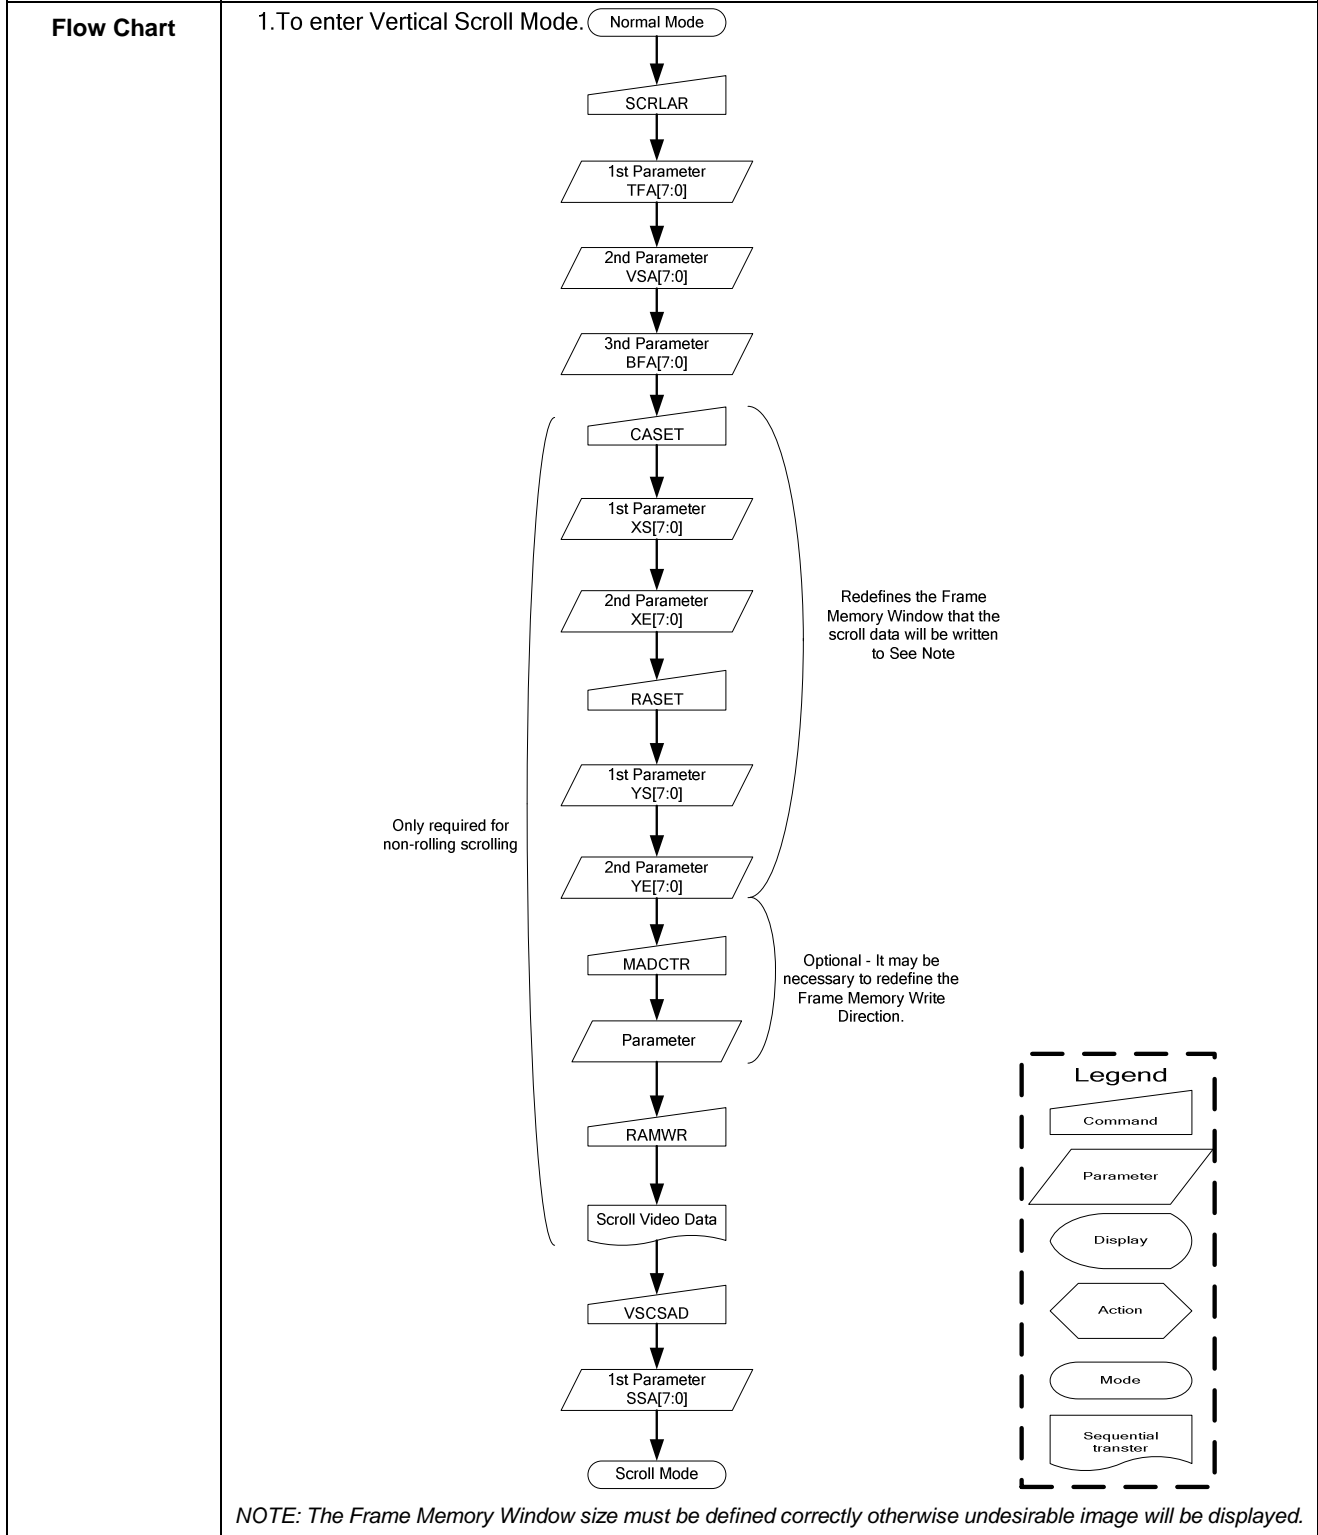 Flow Chart
1.To enter Vertical Scroll Mode.
Normal Mode
SCRLAR
1st Parameter
TFA[7:0]
2nd Parameter
VSA[7:0]
3nd Parameter
BFA[7:0]
CASET
1st Parameter
XS[7:0]
2nd Parameter
XE[7:0]
Redefines the Frame
Memory Window that the
scroll data will be written
to See Note
RASET
1st Parameter
YS[7:0]
Only required for
non-rolling scrolling
2nd Parameter
YE[7:0]
MADCTR
Optional - It may be
necessary to redefine the
Frame Memory Write
Direction.
Parameter
RAMWR
Scroll Video Data
VSCSAD
1st Parameter
SSA[7:0]
Scroll Mode
Legend
Command
Parameter
Display
Action
Mode
Sequential
transter
NOTE: The Frame Memory Window size must be defined correctly otherwise undesirable image will be displayed.